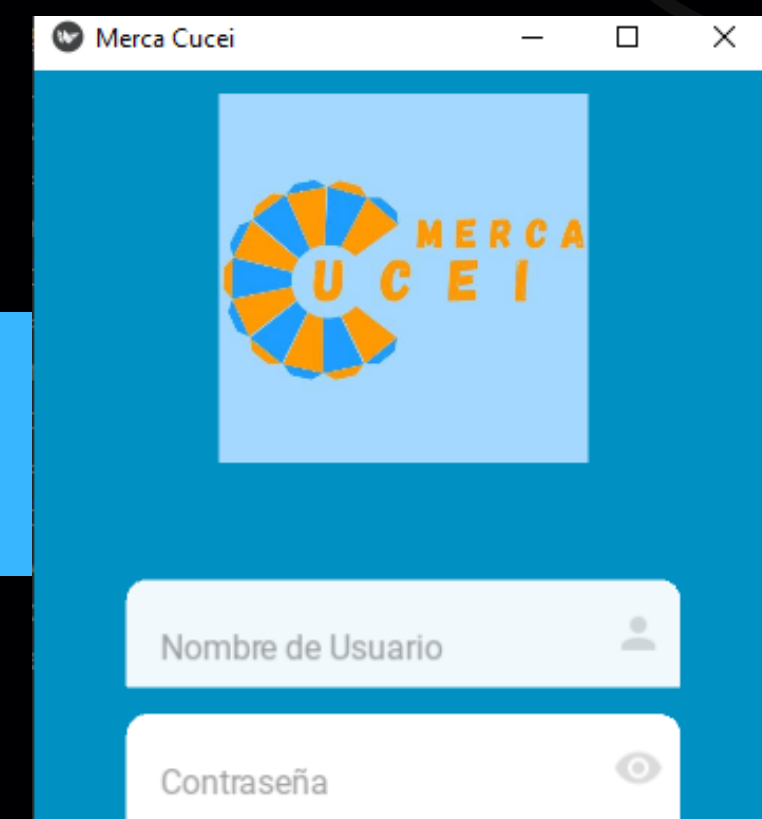 Merca Cucei
MERCA
UCEI
Nombre de Usuario
Contraseña